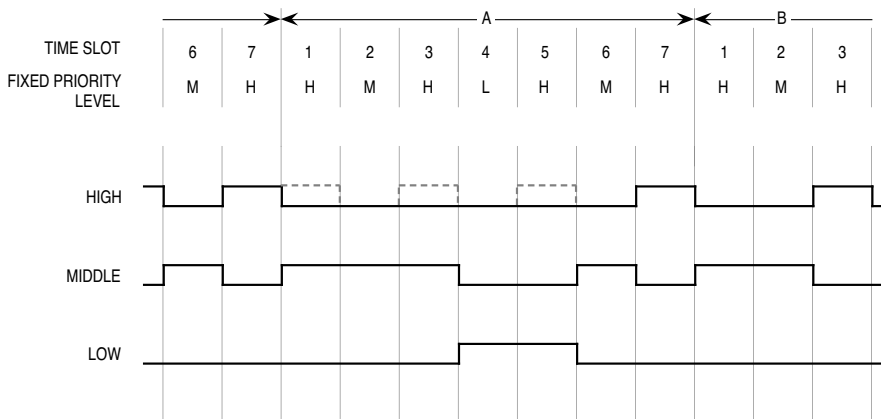 A B
TIME SLOT 6 7 1 2 3 4 5 6 7 1 2 3
FIXED PRIORITY
LEVEL M H H M H L H M H H M H
HIGH
MIDDLE
LOW